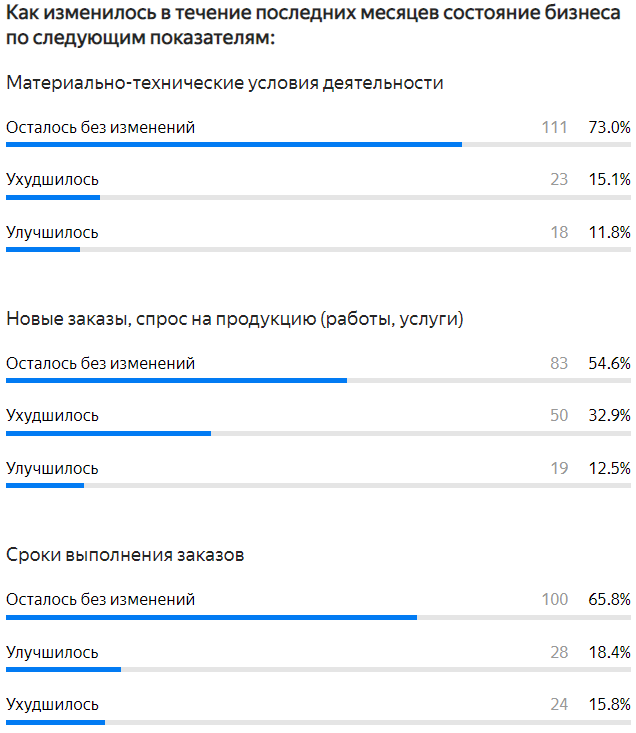 Как изменилось в течение последних месяцев состояние бизнеса
по следующим показателям:
Материально-технические условия деятельности
Осталось без изменений 111 73.0%
Ухудшилось 23 15.1%
Улучшилось 18 11.8%
Новые заказы, спрос на продукцию (работы, услуги)
Осталось без изменений 83 54.6%
Ухудшилось 50 32.9%
Улучшилось 19 12.5%
Сроки выполнения заказов
Осталось без изменений 100 65.8%
Улучшилось 28 18.4%
Ухудшилось 24 15.8%